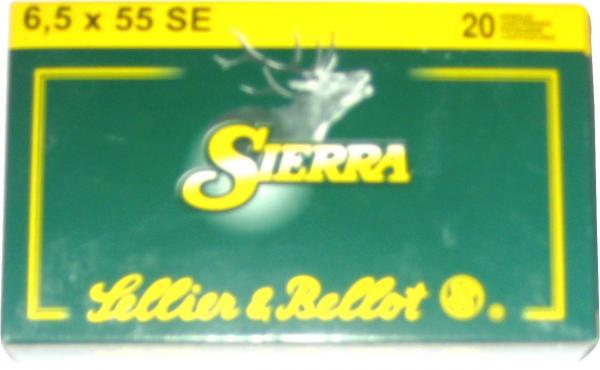 6,5 x 55 SE
20
SIERRA
Sellier & Bellot